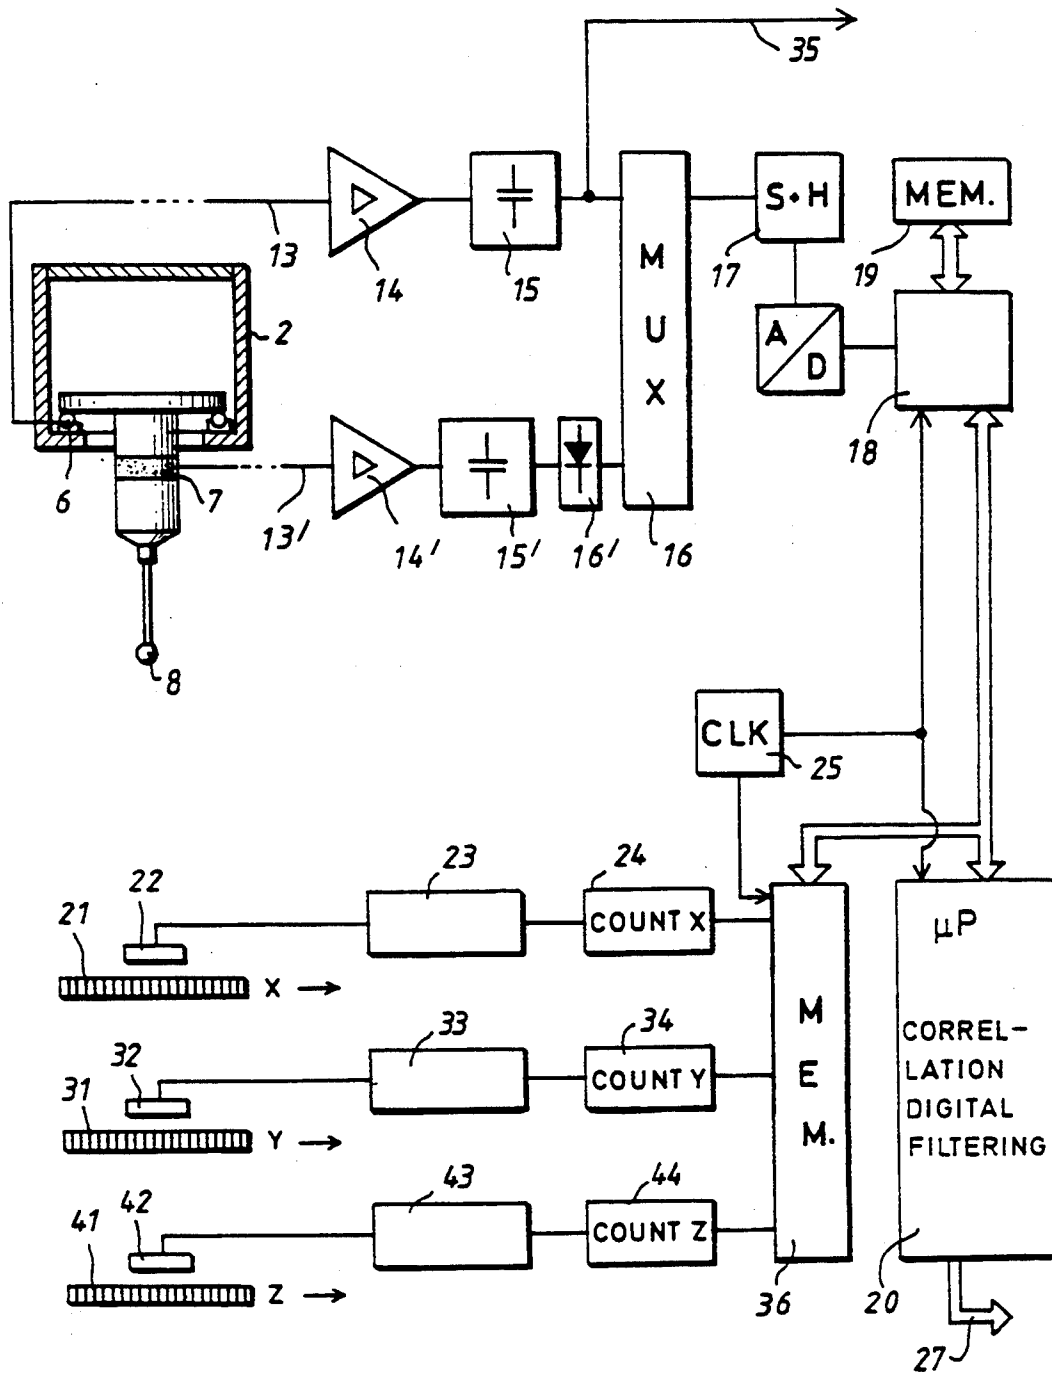 35
S•H
MEM.
13
14
15
M
U
X
17
19
2
A
D
18
6
7
13'
14'
15'
16'
16
8
CLK
25
21
22
23
24
COUNT X
X
µP
M
E
M.
31
32
33
34
COUNT Y
Y
CORREL-
LATION
DIGITAL
FILTERING
41
42
43
44
COUNT Z
Z
36
20
27